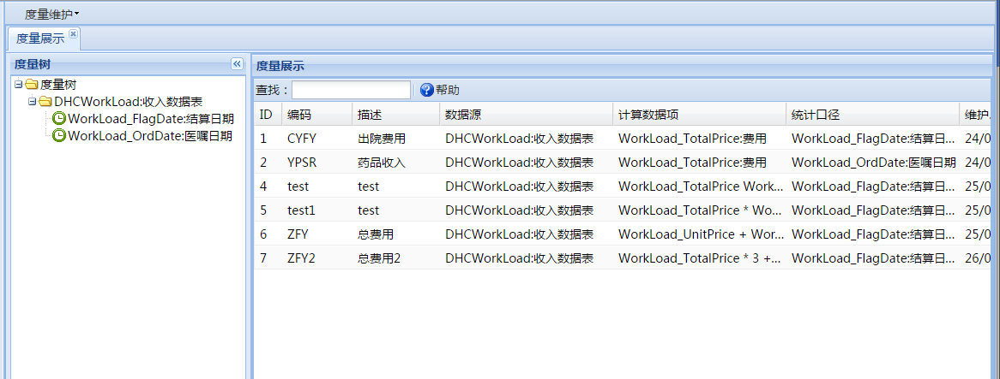 度量维护
度量展示
度量树
度量树
DHCWorkLoad:收入数据表
WorkLoad_FlagDate:结算日期
WorkLoad_OrdDate:医嘱日期
度量展示
查找： 帮助
ID 编码 描述 数据源 计算数据项 统计口径 维护
1 CYFY 出院费用 DHCWorkLoad:收入数据表 WorkLoad_TotalPrice:费用 WorkLoad_FlagDate:结算日... 24/0
2 YPSR 药品收入 DHCWorkLoad:收入数据表 WorkLoad_TotalPrice:费用 WorkLoad_OrdDate:医嘱日期 24/0
4 test test DHCWorkLoad:收入数据表 WorkLoad_TotalPrice Work... WorkLoad_FlagDate:结算日... 25/0
5 test1 test DHCWorkLoad:收入数据表 WorkLoad_TotalPrice * Wo... WorkLoad_FlagDate:结算日... 25/0
6 ZFY 总费用 DHCWorkLoad:收入数据表 WorkLoad_UnitPrice + Wor... WorkLoad_FlagDate:结算日... 25/0
7 ZFY2 总费用2 DHCWorkLoad:收入数据表 WorkLoad_TotalPrice * 3 +... WorkLoad_FlagDate:结算日... 26/0